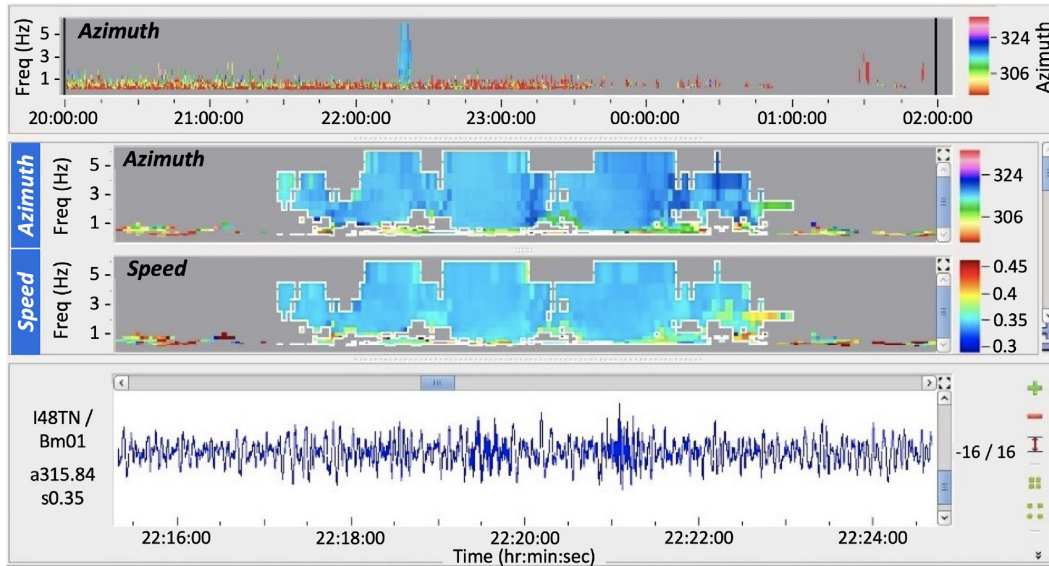 Azimuth
Freq (Hz)
5
3
1
324
306
Azimuth
20:00:00 21:00:00 22:00:00 23:00:00 00:00:00 01:00:00 02:00:00
Azimuth
Azimuth
Freq (Hz)
5
3
1
324
306
Speed
Speed
Freq (Hz)
5
3
1
0.45
0.4
0.35
0.3
I48TN /
Bm01
a315.84
s0.35
-16 / 16
22:16:00 22:18:00 22:20:00 22:22:00 22:24:00
Time (hr:min:sec)